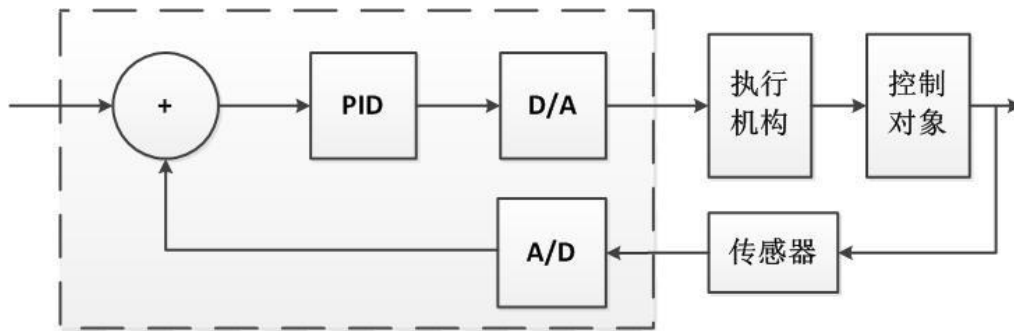 +
PID
D/A
执行
机构
控制
对象
A/D
传感器